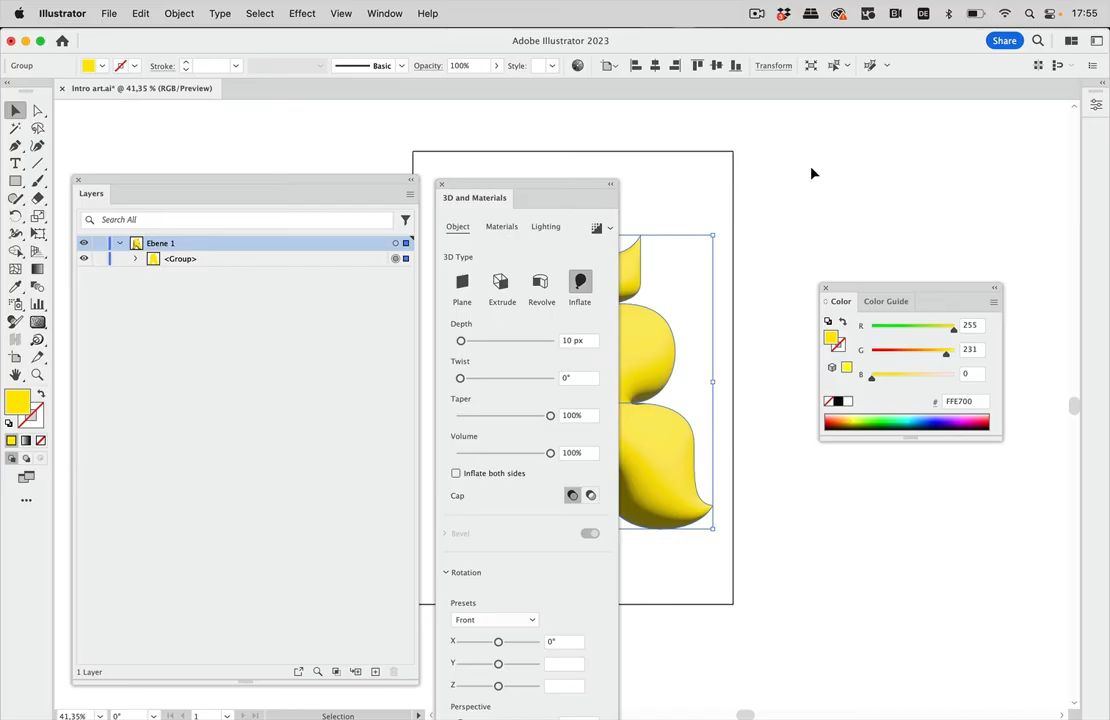 Illustrator File Edit Object Type Select Effect View Window Help DE 17:55
Adobe Illustrator 2023 Share
Group Stroke: Basic Opacity: 100% Style: Transform
Intro art.ai* @ 41,35 % (RGB/Preview)
Layers
Search All
Ebene 1
<Group>
1 Layer
3D and Materials
Object Materials Lighting
3D Type
Plane Extrude Revolve Inflate
Depth
10 px
Twist
0°
Taper
100%
Volume
100%
Inflate both sides
Cap
Bevel
Rotation
Presets
Front
X 0°
Y
Z
Perspective
Color Color Guide
R 255
G 231
B 0
# FFE700
41,35% 0° 1 Selection